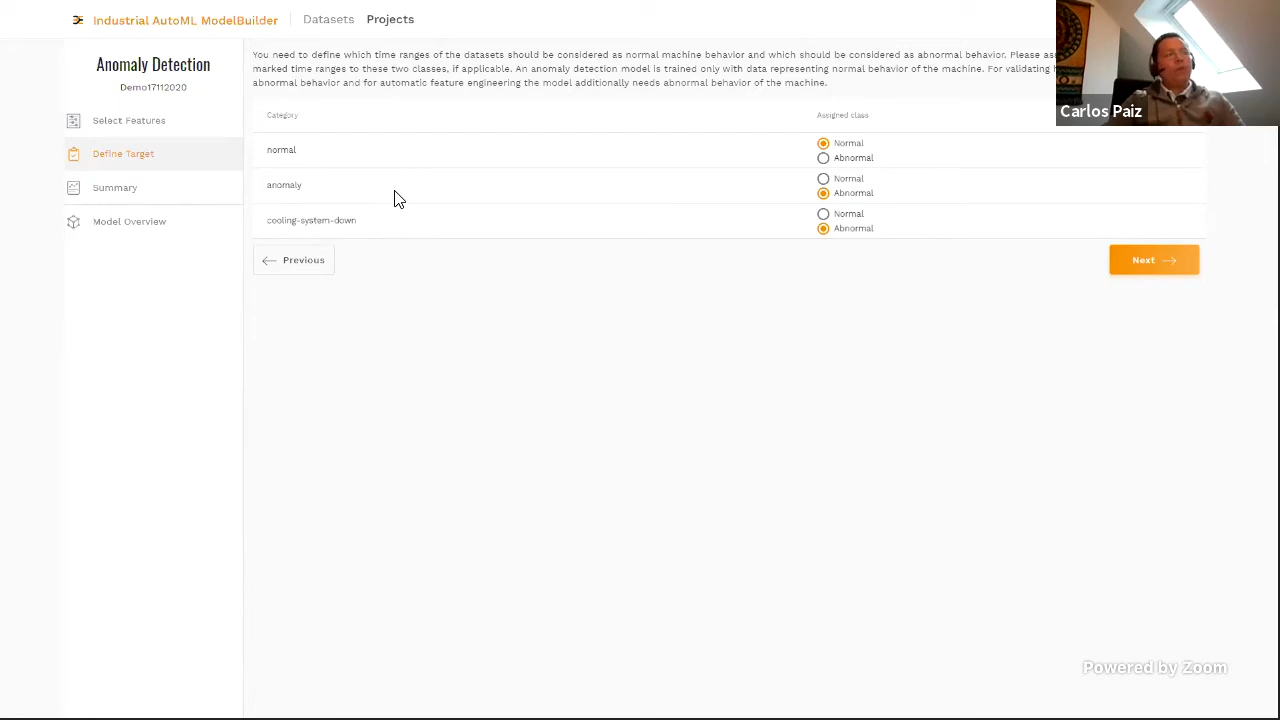 Industrial AutoML ModelBuilder
Datasets
Projects
Anomaly Detection
Demo17112020
Select Features
Define Target
Summary
Model Overview
You need to define which time ranges of the datasets should be considered as normal machine behavior and which should be considered as abnormal behavior. Please
marked time ranges to these two classes, if applicable. An anomaly detection model is trained only with data representing normal behavior of the machine. For validating
abnormal behavior and for automatic feature engineering the model additionally needs abnormal behavior of the machine.
Category
Assigned class
normal
Normal
Abnormal
anomaly
Normal
Abnormal
cooling-system-down
Normal
Abnormal
Previous
Next
Carlos Paiz
Powered by Zoom